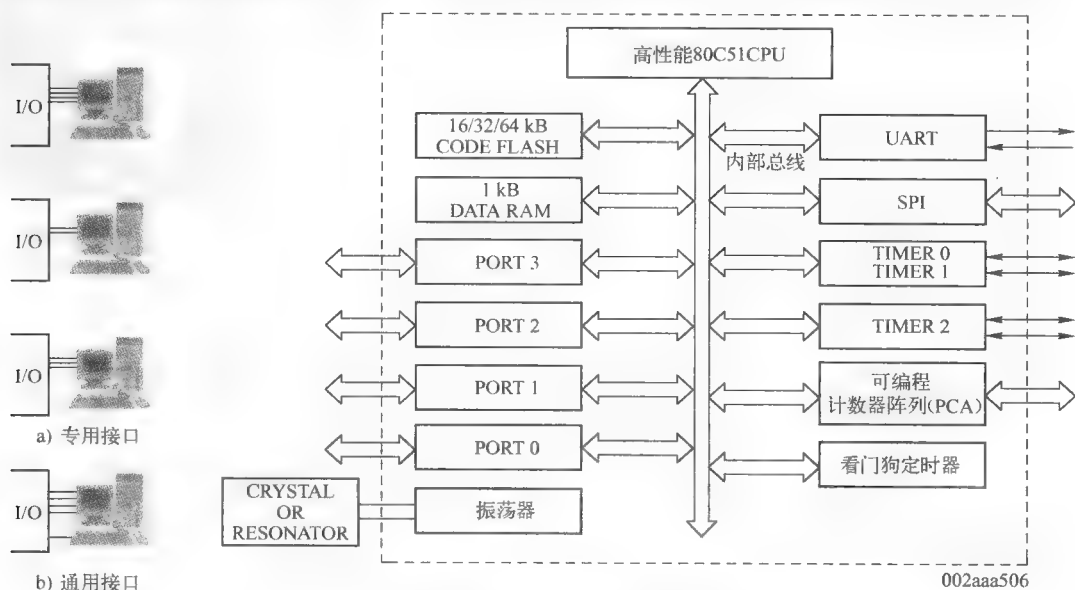 I/O
I/O
I/O
a) 专用接口
I/O
b) 通用接口
高性能80C51CPU
16/32/64 kB
CODE FLASH
1 kB
DATA RAM
PORT 3
PORT 2
PORT 1
PORT 0
振荡器
CRYSTAL
OR
RESONATOR
内部总线
UART
SPI
TIMER 0
TIMER 1
TIMER 2
可编程
计数器阵列(PCA)
看门狗定时器
002aaa506